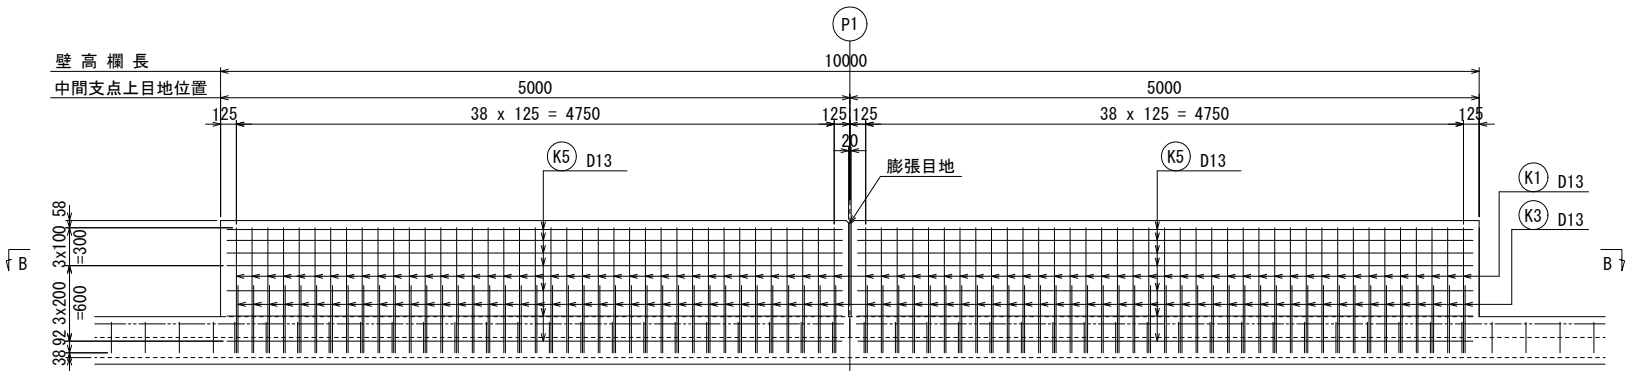 P1
壁高欄長
10000
中間支点上目地位置
5000
5000
125
38 x 125 = 4750
125
125
38 x 125 = 4750
125
20
K5 D13
K5 D13
膨張目地
K1 D13
K3 D13
58
3x100
=300
3x200
=600
92
38
B
B